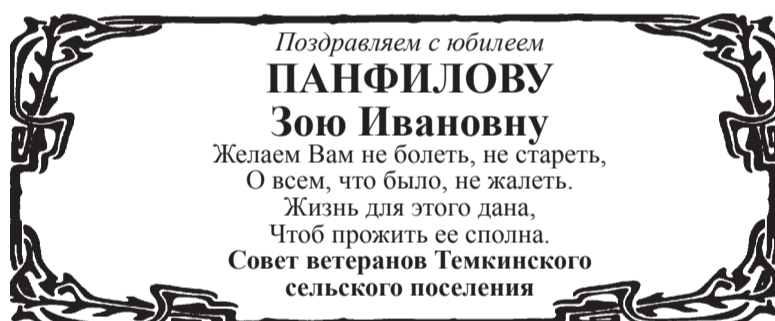 Поздравляем с юбилеем
ПАНФИЛОВУ
Зою Ивановну
Желаем Вам не болеть, не стареть,
О всем, что было, не жалеть.
Жизнь для этого дана,
Чтоб прожить ее сполна.
Совет ветеранов Темкинского
сельского поселения